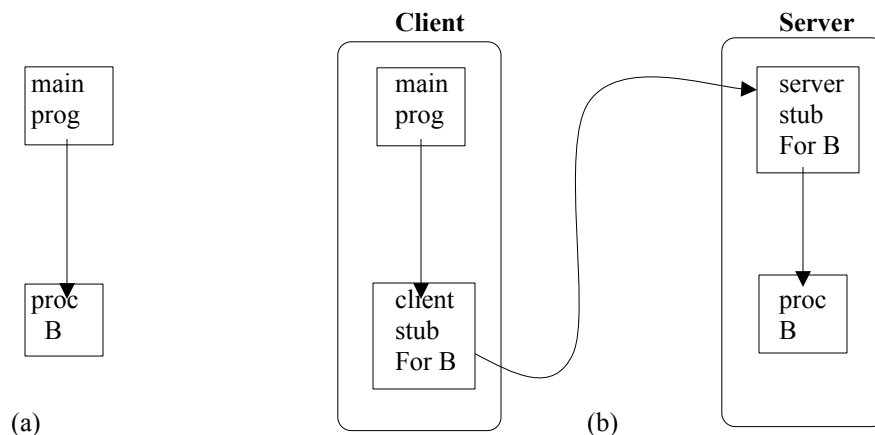 Client
Server
main
prog
proc
B
(a)
main
prog
client
stub
For B
(b)
server
stub
For B
proc
B